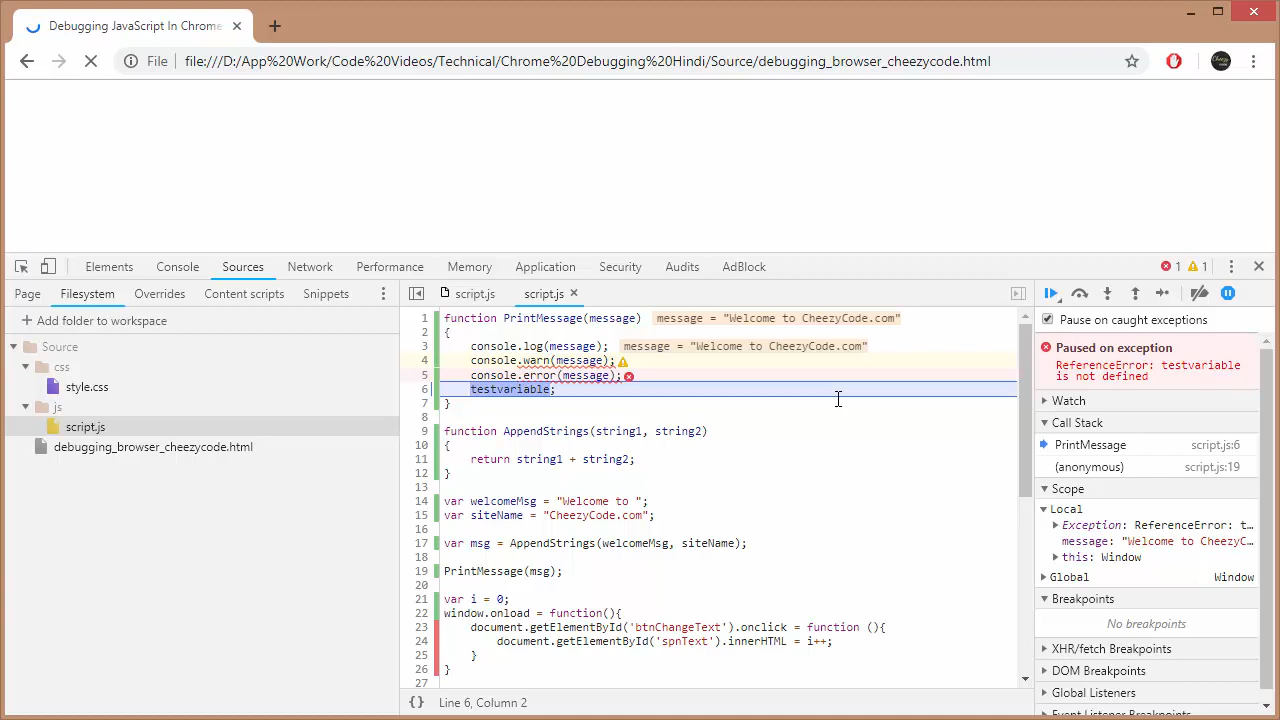 Debugging JavaScript In Chrome
File file:///D:/App%20Work/Code%20Videos/Technical/Chrome%20Debugging%20Hindi/Source/debugging_browser_cheezycode.html
Elements Console Sources Network Performance Memory Application Security Audits AdBlock 1 1
Page Filesystem Overrides Content scripts Snippets
script.js script.js
Add folder to workspace
Source
css
style.css
js
script.js
debugging_browser_cheezycode.html
1 function PrintMessage(message) message = "Welcome to CheezyCode.com"
2 {
3 console.log(message); message = "Welcome to CheezyCode.com"
4 console.warn(message);
5 console.error(message);
6 testvariable;
7 }
8
9 function AppendStrings(string1, string2)
10 {
11 return string1 + string2;
12 }
13
14 var welcomeMsg = "Welcome to ";
15 var siteName = "CheezyCode.com";
16
17 var msg = AppendStrings(welcomeMsg, siteName);
18
19 PrintMessage(msg);
20
21 var i = 0;
22 window.onload = function(){
23 document.getElementById('btnChangeText').onclick = function (){
24 document.getElementById('spnText').innerHTML = i++;
25 }
26 }
27
{} Line 6, Column 2
Pause on caught exceptions
Paused on exception
ReferenceError: testvariable
is not defined
Watch
Call Stack
PrintMessage script.js:6
(anonymous) script.js:19
Scope
Local
Exception: ReferenceError: t…
message: "Welcome to CheezyC…
this: Window
Global Window
Breakpoints
No breakpoints
XHR/fetch Breakpoints
DOM Breakpoints
Global Listeners
Event Listener Breakpoints